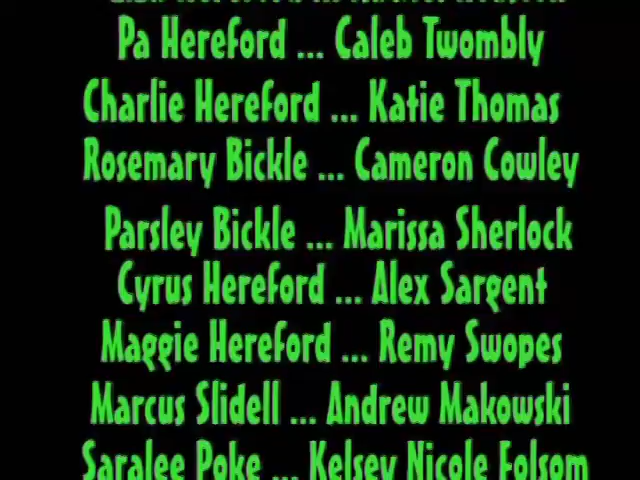 Pa Hereford ... Caleb Twombly
Charlie Hereford ... Katie Thomas
Rosemary Bickle ... Cameron Cowley
Parsley Bickle ... Marissa Sherlock
Cyrus Hereford ... Alex Sargent
Maggie Hereford ... Remy Swopes
Marcus Slidell ... Andrew Makowski
Saralee Poke ... Kelsey Nicole Folsom